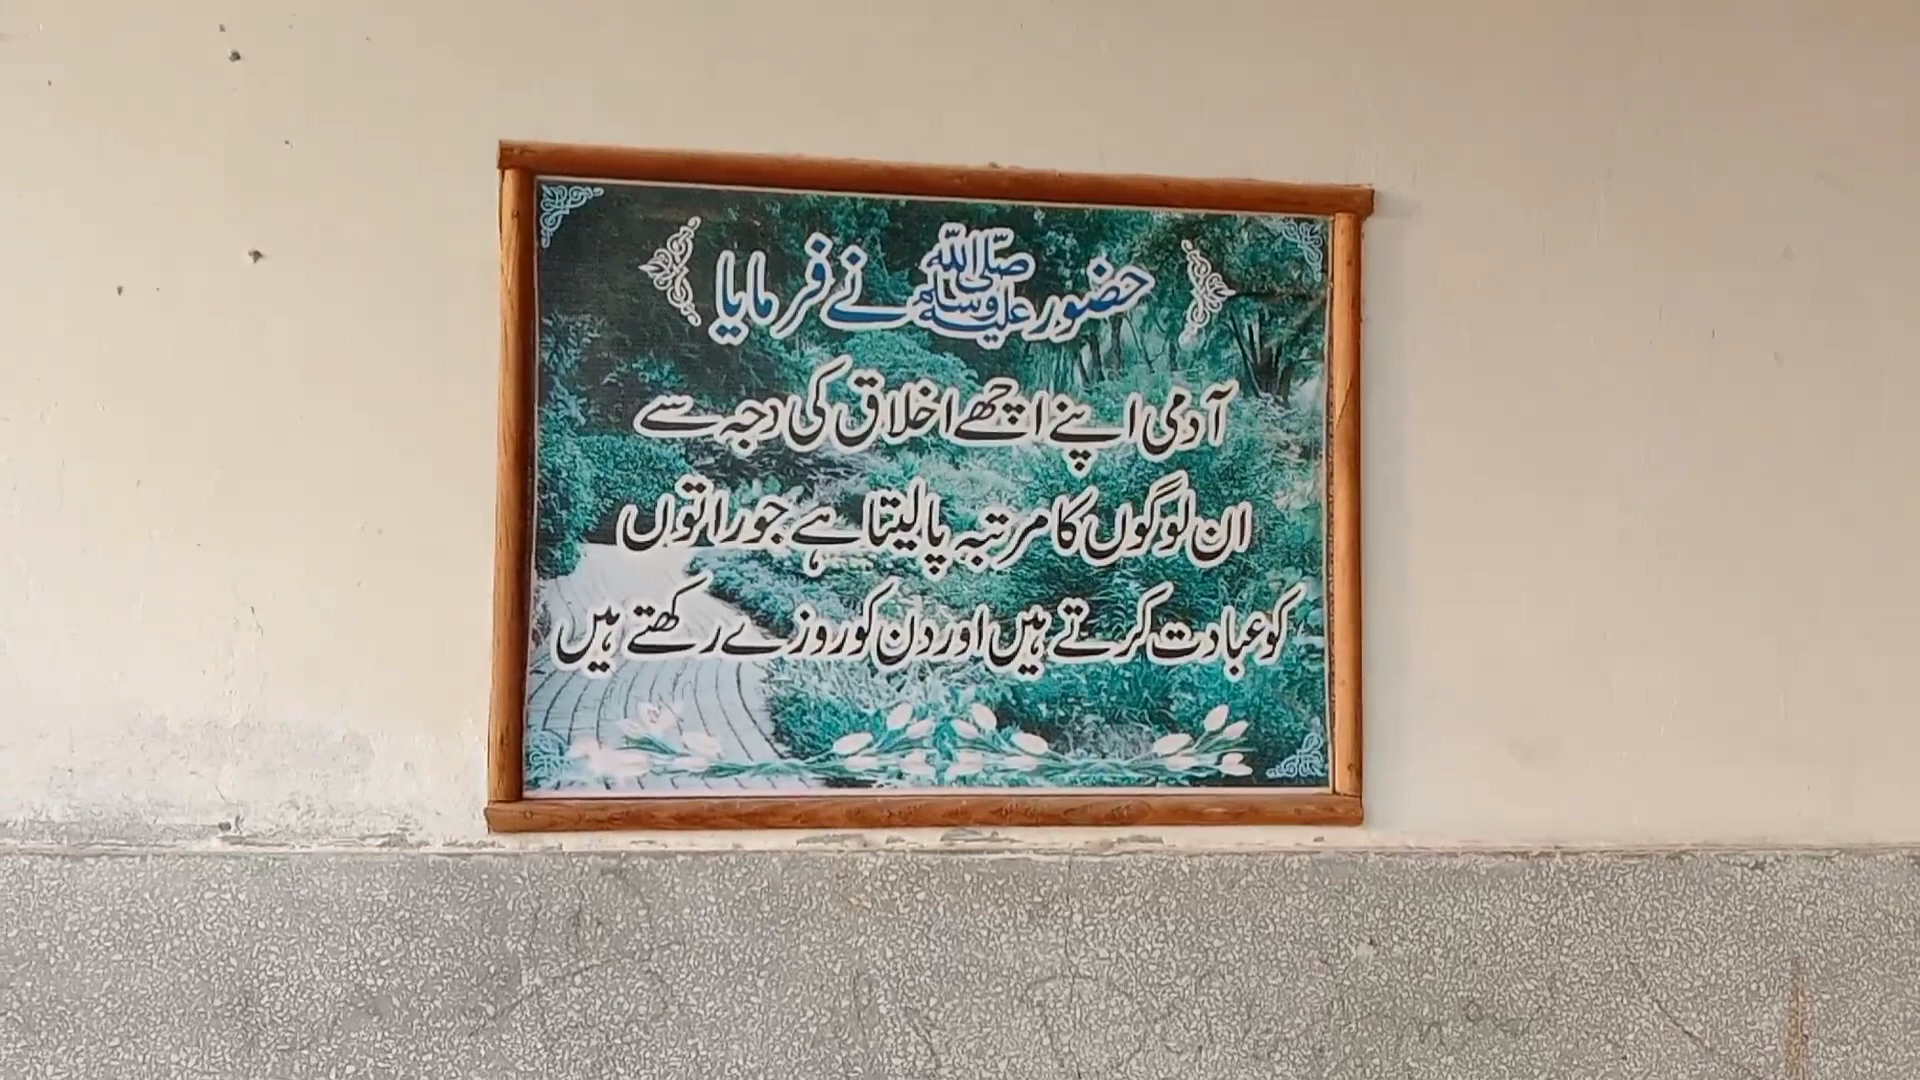 حضور صلی اللہ علیہ وسلم نے فرمایا
آدمی اپنے اچھے اخلاق کی وجہ سے
ان لوگوں کا مرتبہ پا لیتا ہے جو راتوں
کو عبادت کرتے ہیں اور دن کو روزے رکھتے ہیں